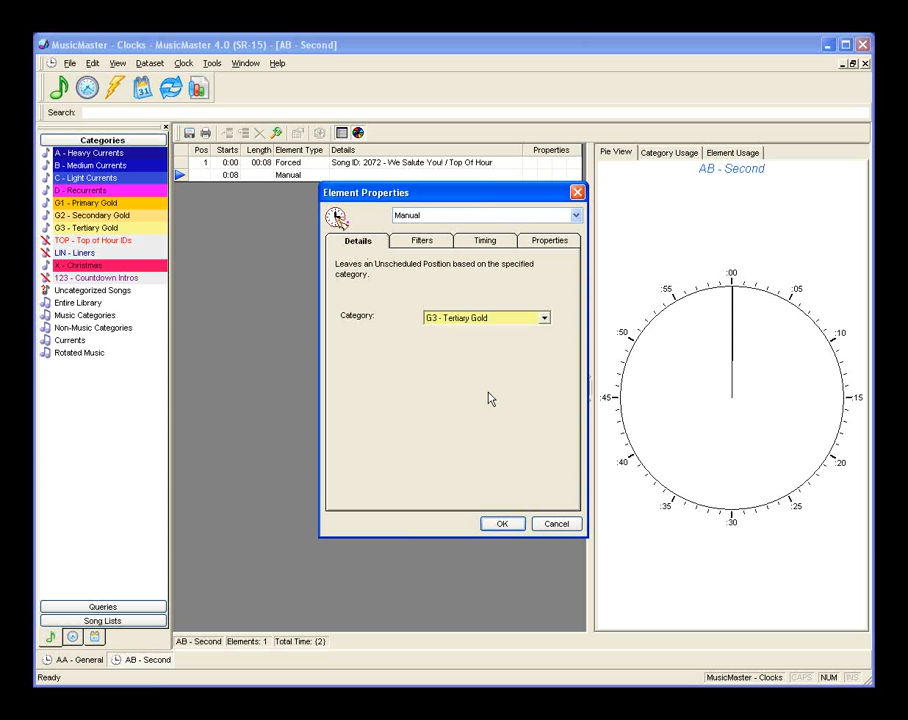 MusicMaster - Clocks - MusicMaster 4.0 (SR-15) - [AB - Second]
File Edit View Dataset Clock Tools Window Help
31
Search:
Categories
A - Heavy Currents
B - Medium Currents
C - Light Currents
D - Recurrents
G1 - Primary Gold
G2 - Secondary Gold
G3 - Tertiary Gold
TOP - Top of Hour IDs
LIN - Liners
X - Christmas
123 - Countdown Intros
Uncategorized Songs
Entire Library
Music Categories
Non-Music Categories
Currents
Rotated Music
Queries
Song Lists
Pos Starts Length Element Type Details Properties
1 0:00 00:08 Forced Song ID: 2072 - We Salute You! / Top Of Hour
0:08 Manual
Element Properties
Manual
Details Filters Timing Properties
Leaves an Unscheduled Position based on the specified
category.
Category: G3 - Tertiary Gold
OK Cancel
Pie View Category Usage Element Usage
AB - Second
:00
:05
:10
:15
:20
:25
:30
:35
:40
:45
:50
:55
AB - Second Elements: 1 Total Time: {2}
AA - General AB - Second
Ready MusicMaster - Clocks CAPS NUM INS